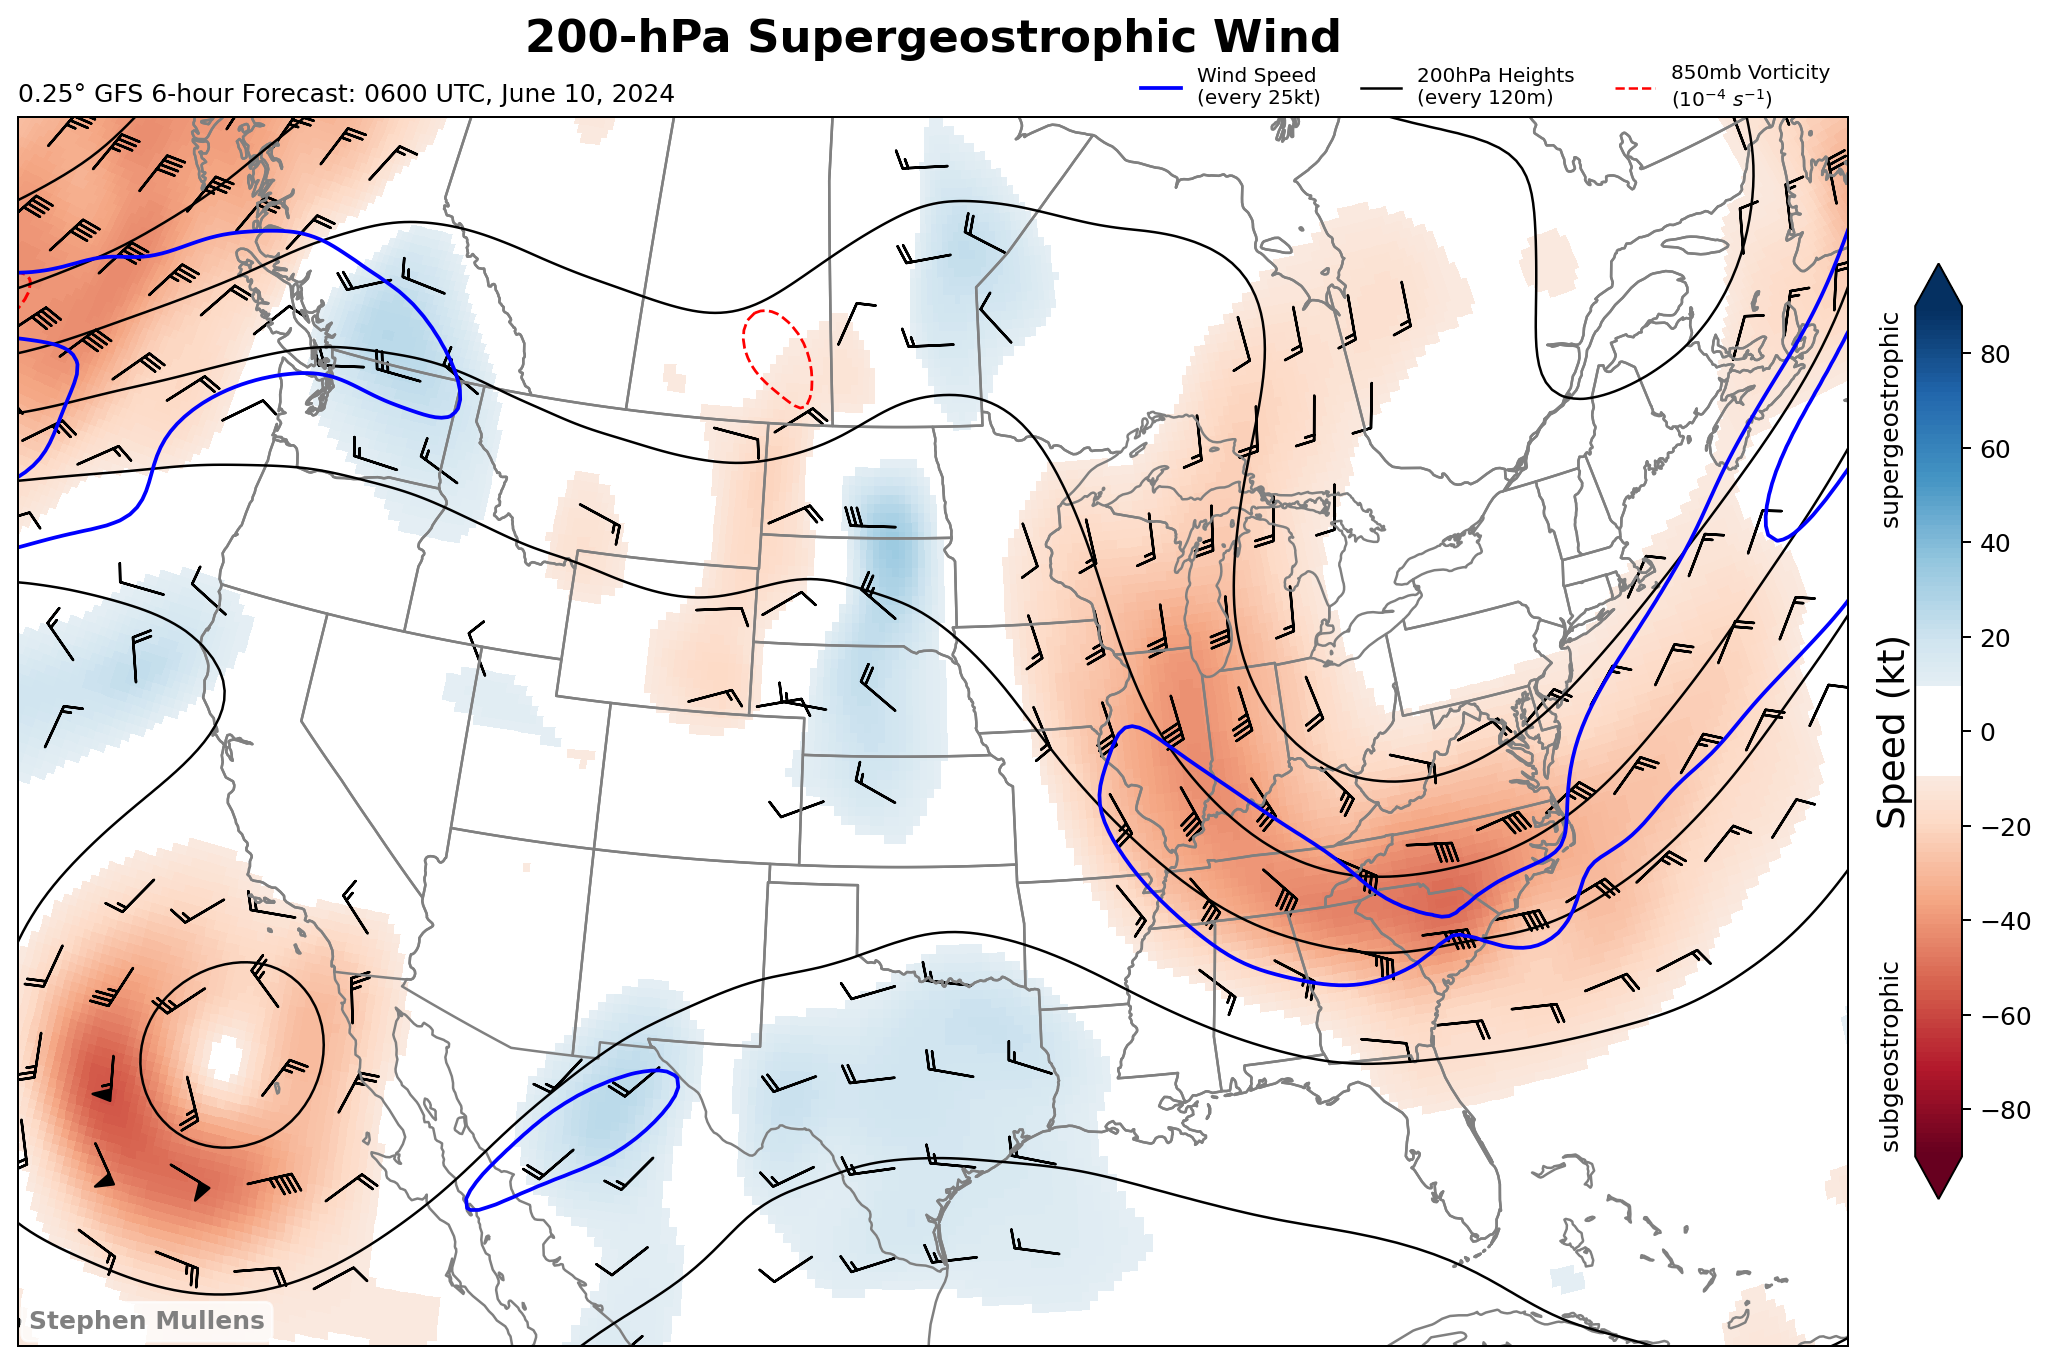 200-hPa Supergeostrophic Wind
0.25° GFS 6-hour Forecast: 0600 UTC, June 10, 2024
Wind Speed
(every 25kt)
200hPa Heights
(every 120m)
850mb Vorticity
(10⁻⁴ s⁻¹)
supergeostrophic
Speed (kt)
subgeostrophic
80
60
40
20
0
−20
−40
−60
−80
Stephen Mullens